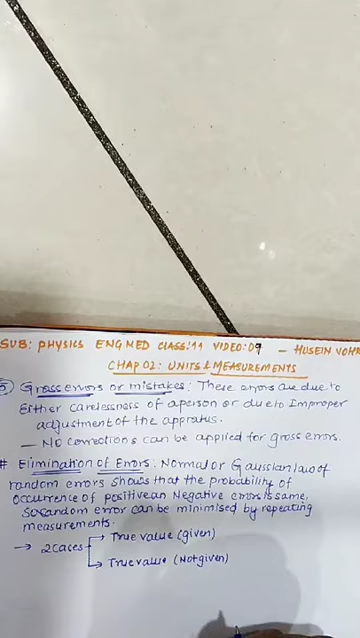 SUB: PHYSICS ENG MED CLASS:11 VIDEO:09 – HUSEIN VOHR
CHAP 02: UNITS & MEASUREMENTS
5) Gross errors or mistakes: These errors are due to
Either carelessness of a person or due to Improper
adjustment of the appratus.
– No corrections can be applied for gross errors.
# Elimination of Errors: Normal or Gaussian law of
random errors shows that the probability of
occurrence of positive an Negative errors is same,
So random error can be minimised by repeating
measurements.
→ 2 Cases → True value (given)
→ True value (Not given)